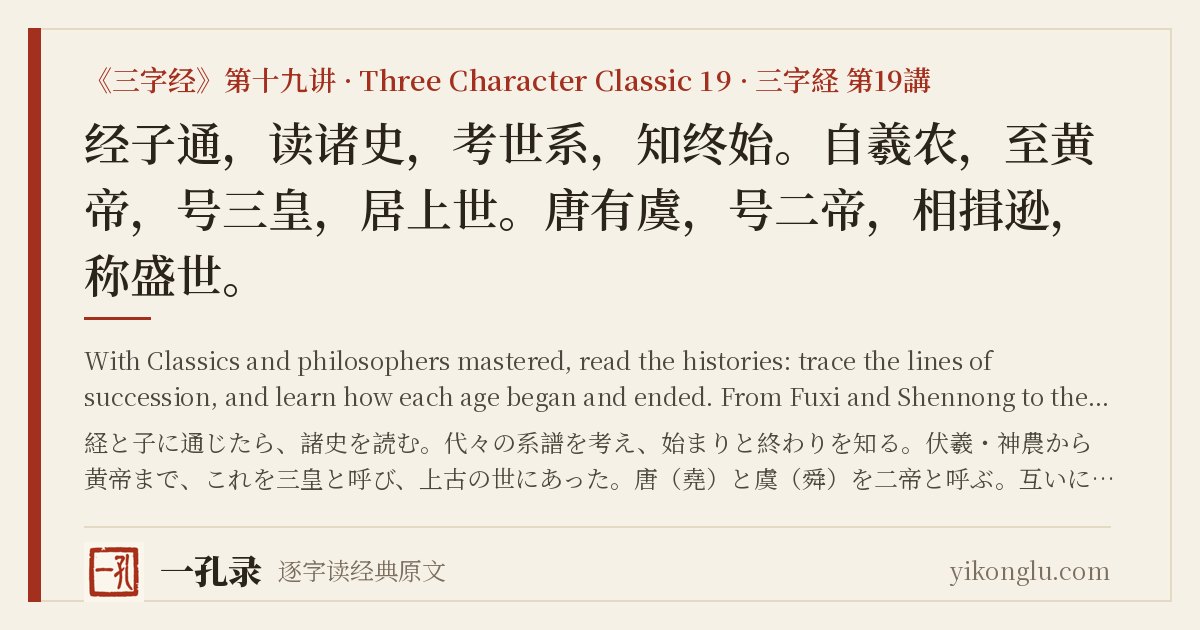 《三字经》第十九讲 · Three Character Classic 19 · 三字経 第19講
经子通，读诸史，考世系，知终始。自羲农，至黄
帝，号三皇，居上世。唐有虞，号二帝，相揖逊，
称盛世。
With Classics and philosophers mastered, read the histories: trace the lines of
succession, and learn how each age began and ended. From Fuxi and Shennong to the…
経と子に通じたら、諸史を読む。代々の系譜を考え、始まりと終わりを知る。伏羲・神農から
黄帝まで、これを三皇と呼び、上古の世にあった。唐（堯）と虞（舜）を二帝と呼ぶ。互いに…
一孔
一孔录 逐字读经典原文 yikonglu.com